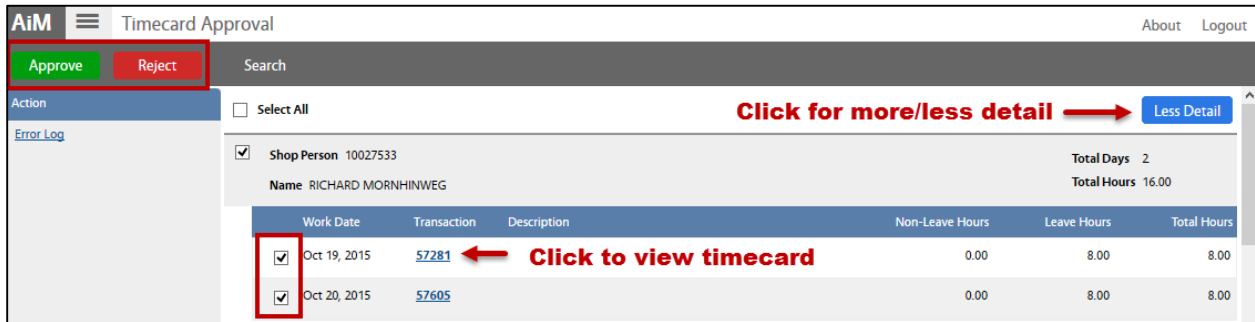 AiM Timecard Approval About Logout
Approve Reject Search
Action
Select All Click for more/less detail Less Detail
Error Log
Shop Person 10027533 Total Days 2
Name RICHARD MORNHINWEG Total Hours 16.00
Work Date Transaction Description Non-Leave Hours Leave Hours Total Hours
Oct 19, 2015 57281 Click to view timecard 0.00 8.00 8.00
Oct 20, 2015 57605 0.00 8.00 8.00